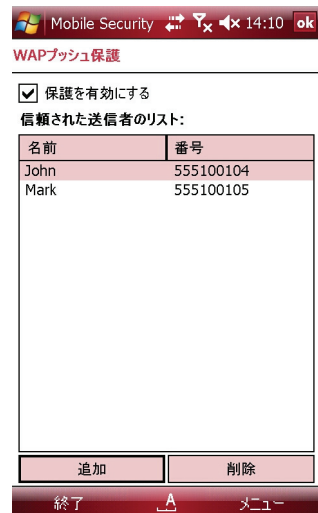 Mobile Security 14:10 ok
WAPプッシュ保護
保護を有効にする
信頼された送信者のリスト:
名前 番号
John 555100104
Mark 555100105
追加 削除
終了 A メニュー